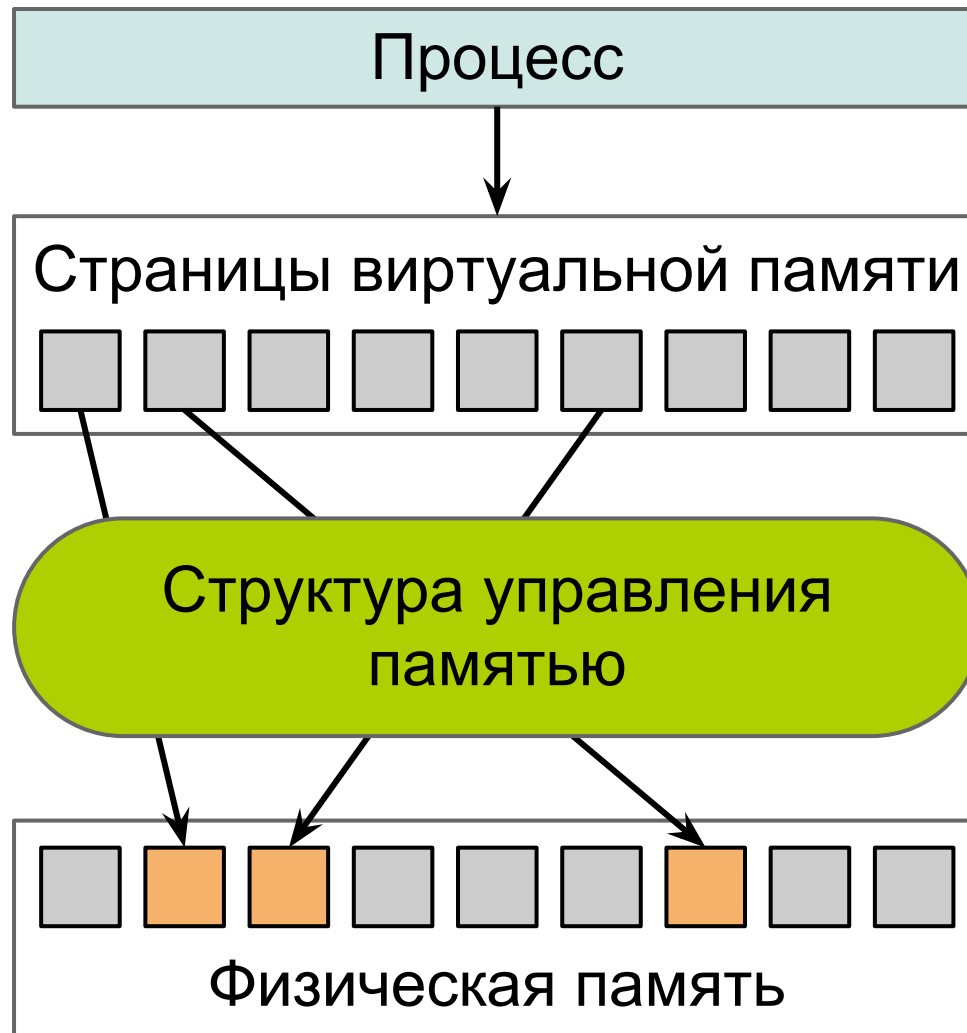 Процесс
Страницы виртуальной памяти
Структура управления
памятью
Физическая память